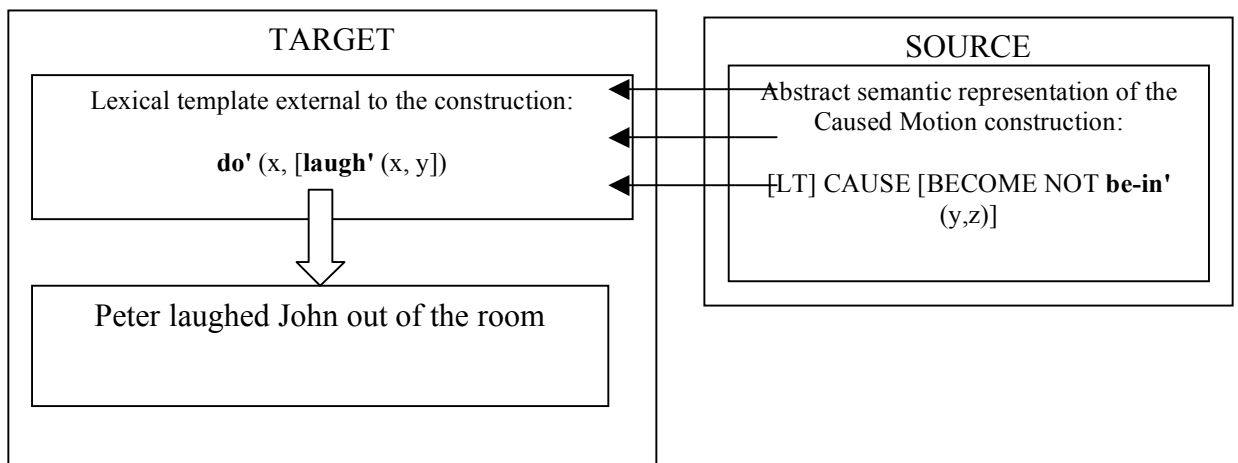 TARGET
Lexical template external to the construction:
do' (x, [laugh' (x, y])
Peter laughed John out of the room
SOURCE
Abstract semantic representation of the
Caused Motion construction:
[LT] CAUSE [BECOME NOT be-in'
(y,z)]